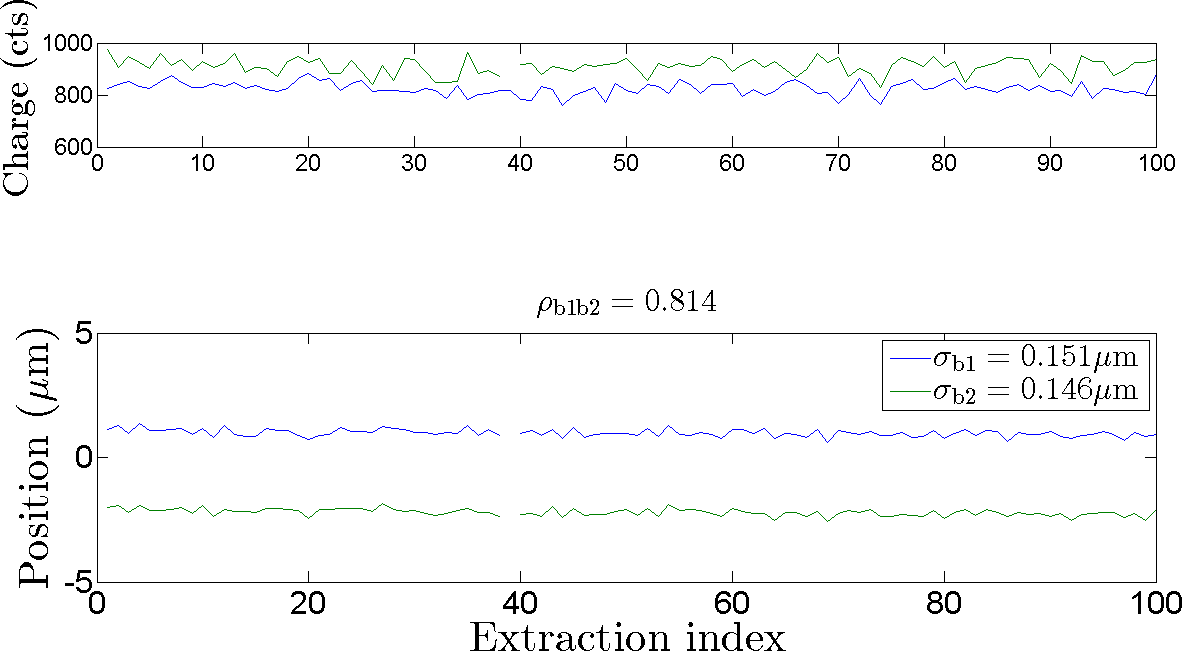 Charge (cts)
1000
800
600
0 10 20 30 40 50 60 70 80 90 100
ρb1b2 = 0.814
Position (μm)
5
0
-5
σb1 = 0.151μm
σb2 = 0.146μm
0 20 40 60 80 100
Extraction index